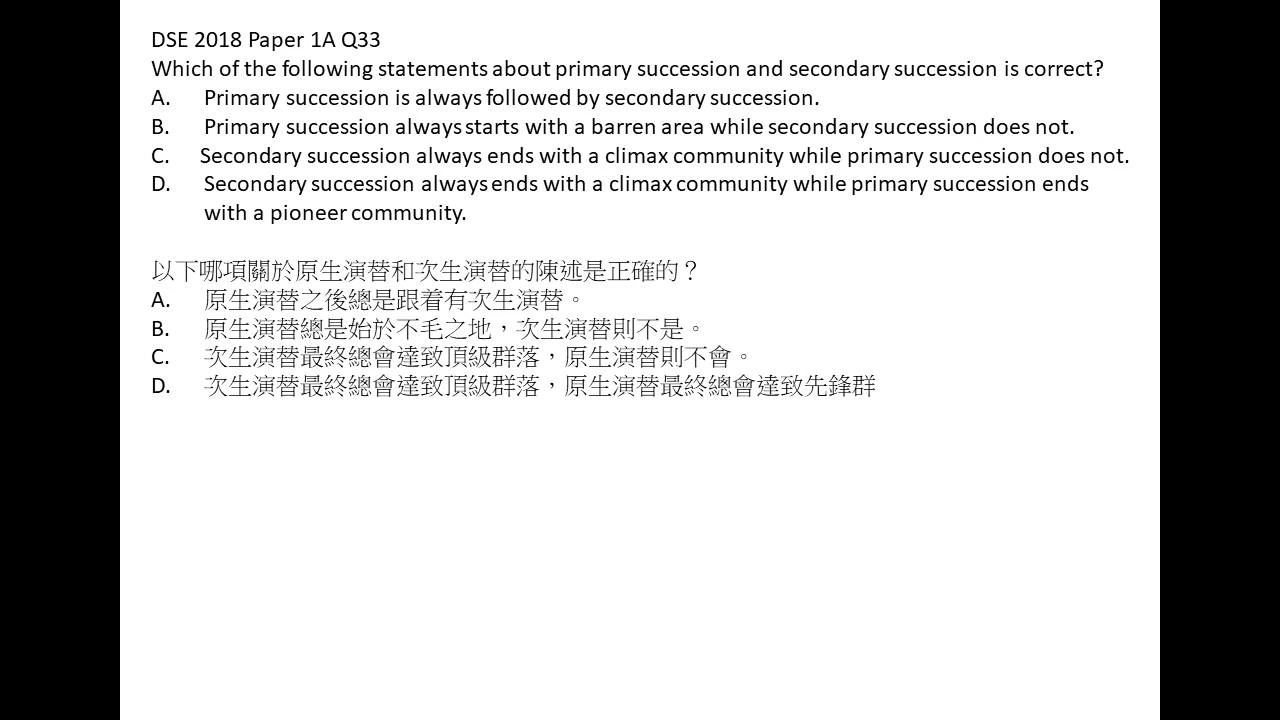 DSE 2018 Paper 1A Q33
Which of the following statements about primary succession and secondary succession is correct?
A. Primary succession is always followed by secondary succession.
B. Primary succession always starts with a barren area while secondary succession does not.
C. Secondary succession always ends with a climax community while primary succession does not.
D. Secondary succession always ends with a climax community while primary succession ends
with a pioneer community.
以下哪項關於原生演替和次生演替的陳述是正確的？
A. 原生演替之後總是跟着有次生演替。
B. 原生演替總是始於不毛之地，次生演替則不是。
C. 次生演替最終總會達致頂級群落，原生演替則不會。
D. 次生演替最終總會達致頂級群落，原生演替最終總會達致先鋒群